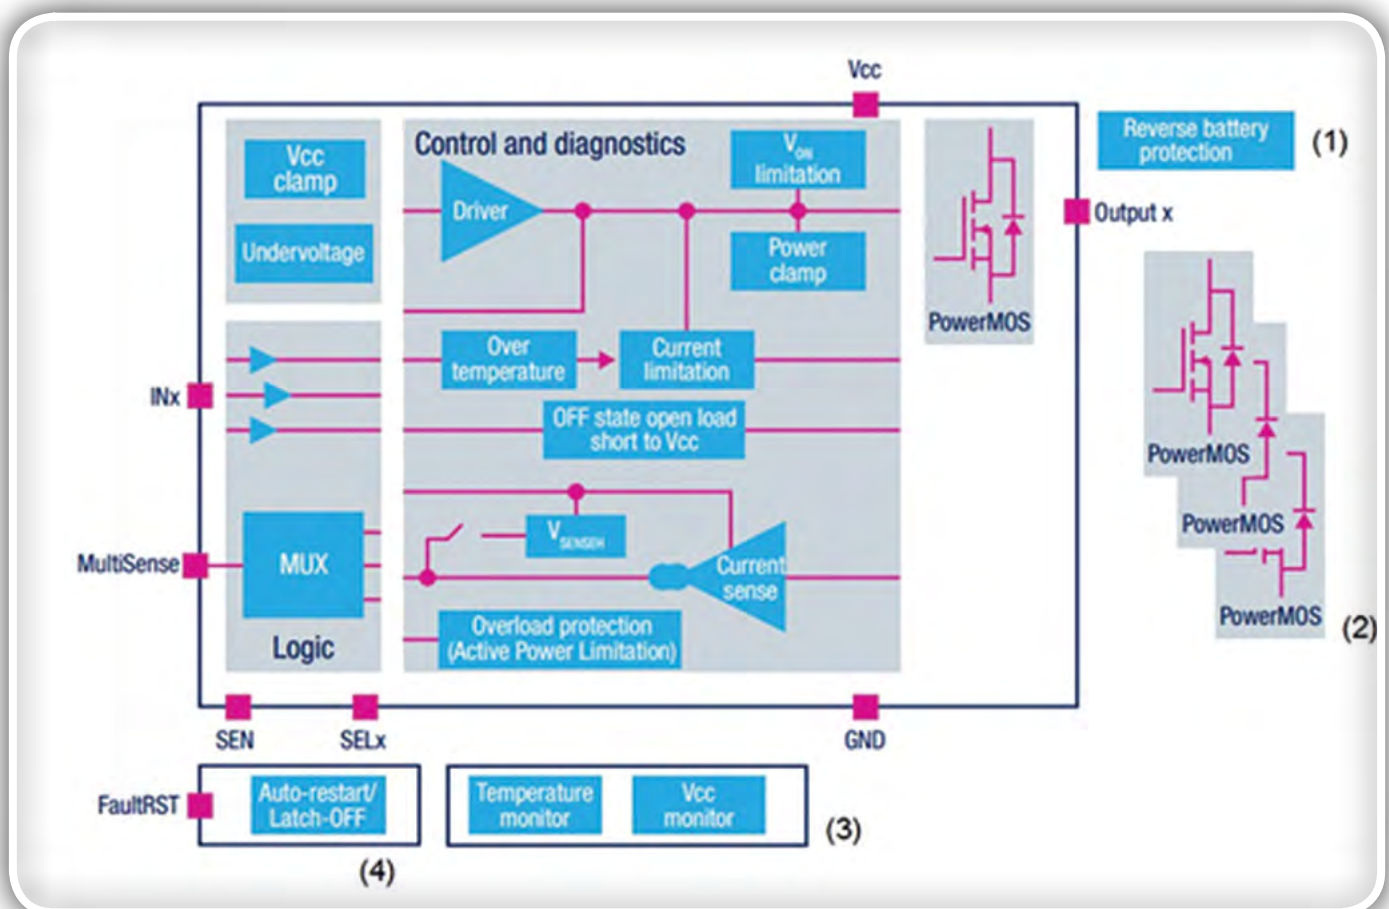 Vcc
Control and diagnostics
Vcc
clamp
Driver
VON
limitation
Reverse battery
protection
(1)
Output x
Undervoltage
Power
clamp
PowerMOS
Over
temperature
Current
limitation
INx
OFF state open load
short to Vcc
PowerMOS
PowerMOS
PowerMOS
(2)
MultiSense
MUX
VSENSEH
Current
sense
Logic
Overload protection
(Active Power Limitation)
SEN
SELx
GND
FaultRST
Auto-restart/
Latch-OFF
(4)
Temperature
monitor
Vcc
monitor
(3)